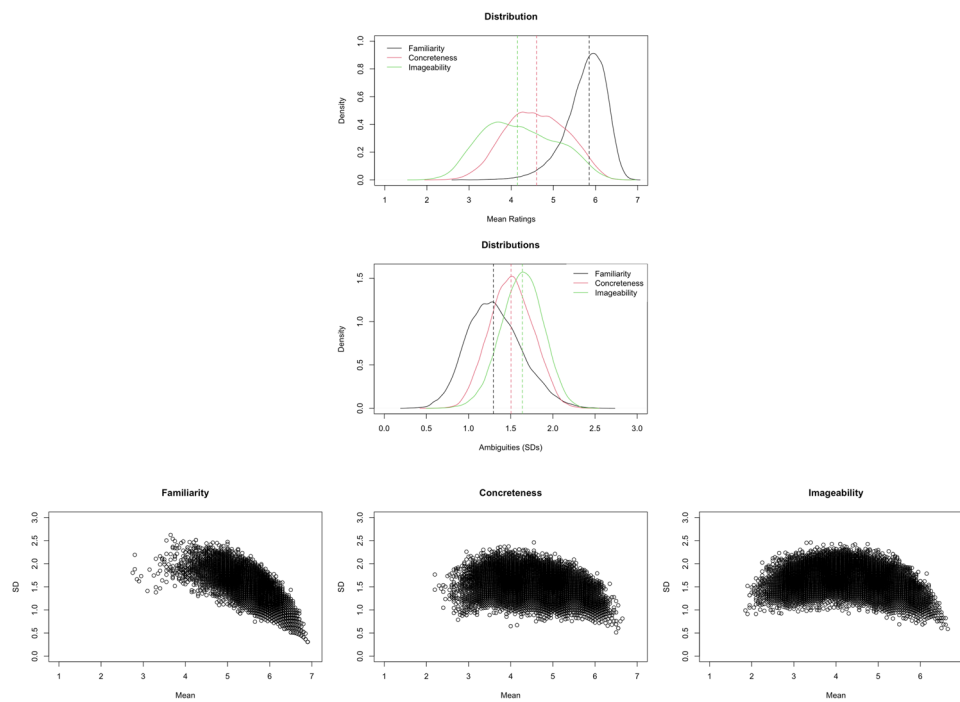 Distribution
Familiarity
Concreteness
Imageability
Density
0.0 0.2 0.4 0.6 0.8 1.0
1 2 3 4 5 6 7
Mean Ratings
Distributions
Familiarity
Concreteness
Imageability
Density
0.0 0.5 1.0 1.5
0.0 0.5 1.0 1.5 2.0 2.5 3.0
Ambiguities (SDs)
Familiarity
SD
0.0 0.5 1.0 1.5 2.0 2.5 3.0
1 2 3 4 5 6 7
Mean
Concreteness
SD
0.0 0.5 1.0 1.5 2.0 2.5 3.0
1 2 3 4 5 6 7
Mean
Imageability
SD
0.0 0.5 1.0 1.5 2.0 2.5 3.0
1 2 3 4 5 6
Mean